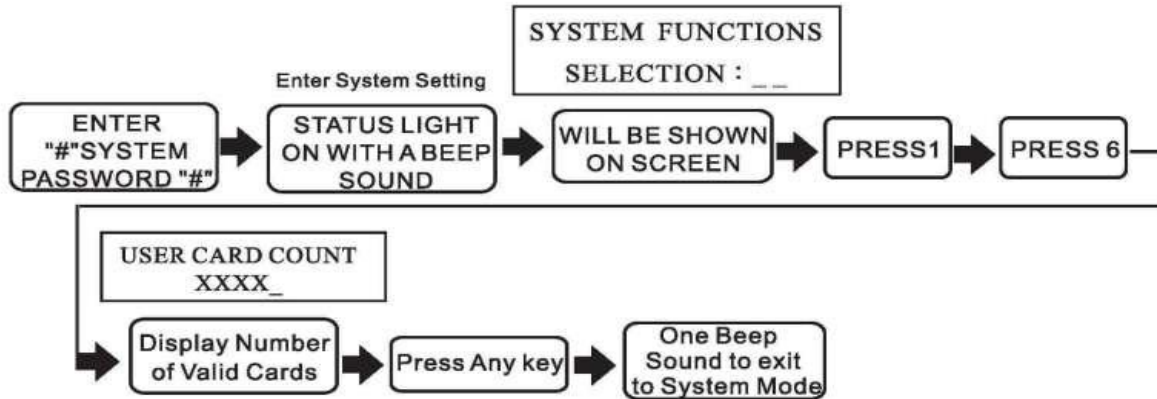 SYSTEM FUNCTIONS
SELECTION : _ _
Enter System Setting
ENTER
"#"SYSTEM
PASSWORD "#"
STATUS LIGHT
ON WITH A BEEP
SOUND
WILL BE SHOWN
ON SCREEN
PRESS1
PRESS 6
USER CARD COUNT
XXXX_
Display Number
of Valid Cards
Press Any key
One Beep
Sound to exit
to System Mode